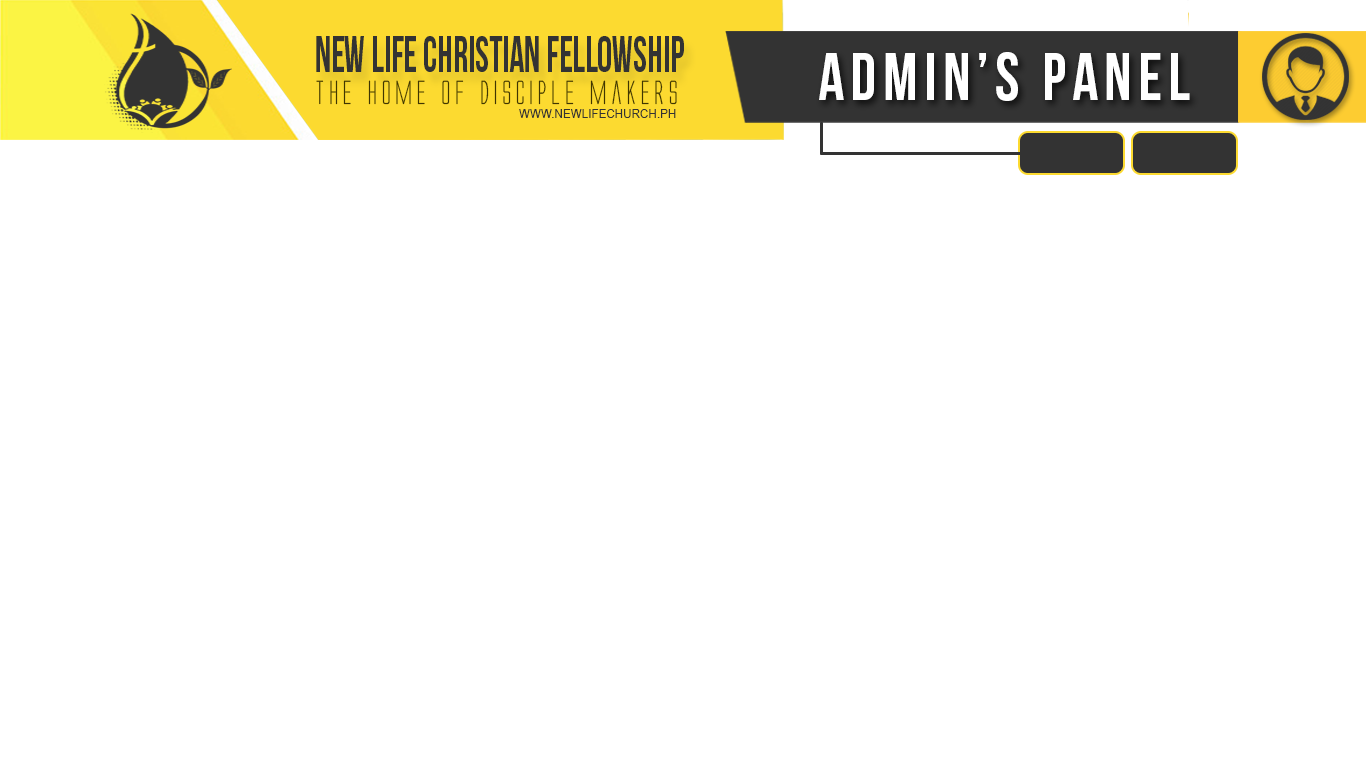 NEW LIFE CHRISTIAN FELLOWSHIP
THE HOME OF DISCIPLE MAKERS
WWW.NEWLIFECHURCH.PH
ADMIN’S PANEL